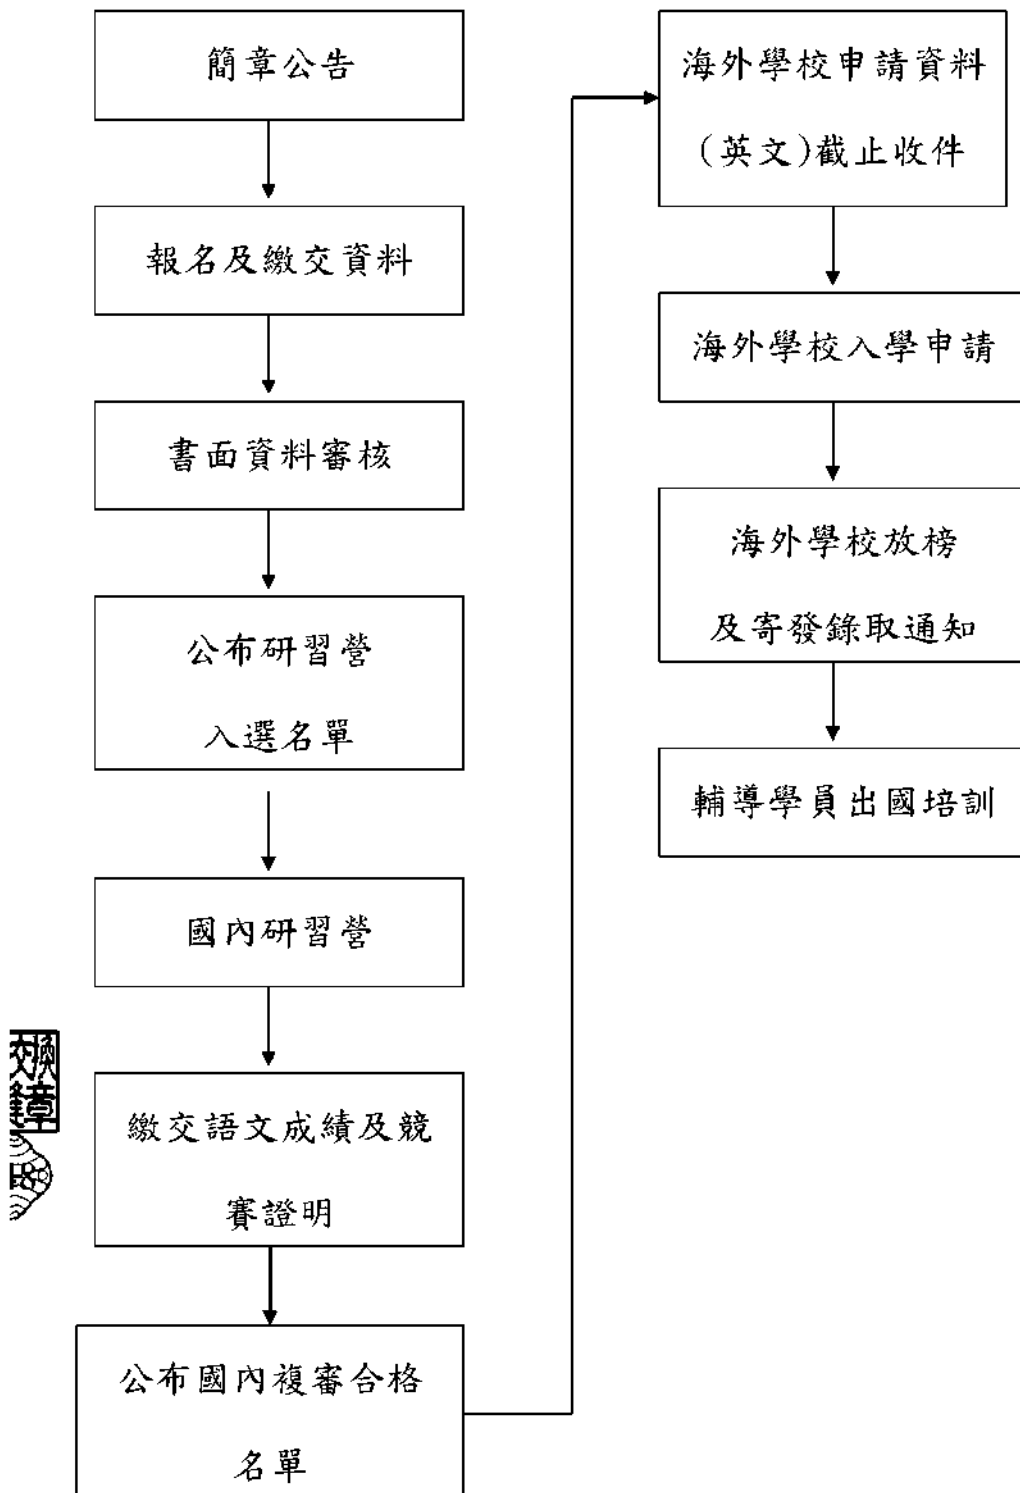 簡章公告
報名及繳交資料
書面資料審核
公布研習營
入選名單
國內研習營
繳交語文成績及競
賽證明
公布國內複審合格
名單
海外學校申請資料
(英文)截止收件
海外學校入學申請
海外學校放榜
及寄發錄取通知
輔導學員出國培訓